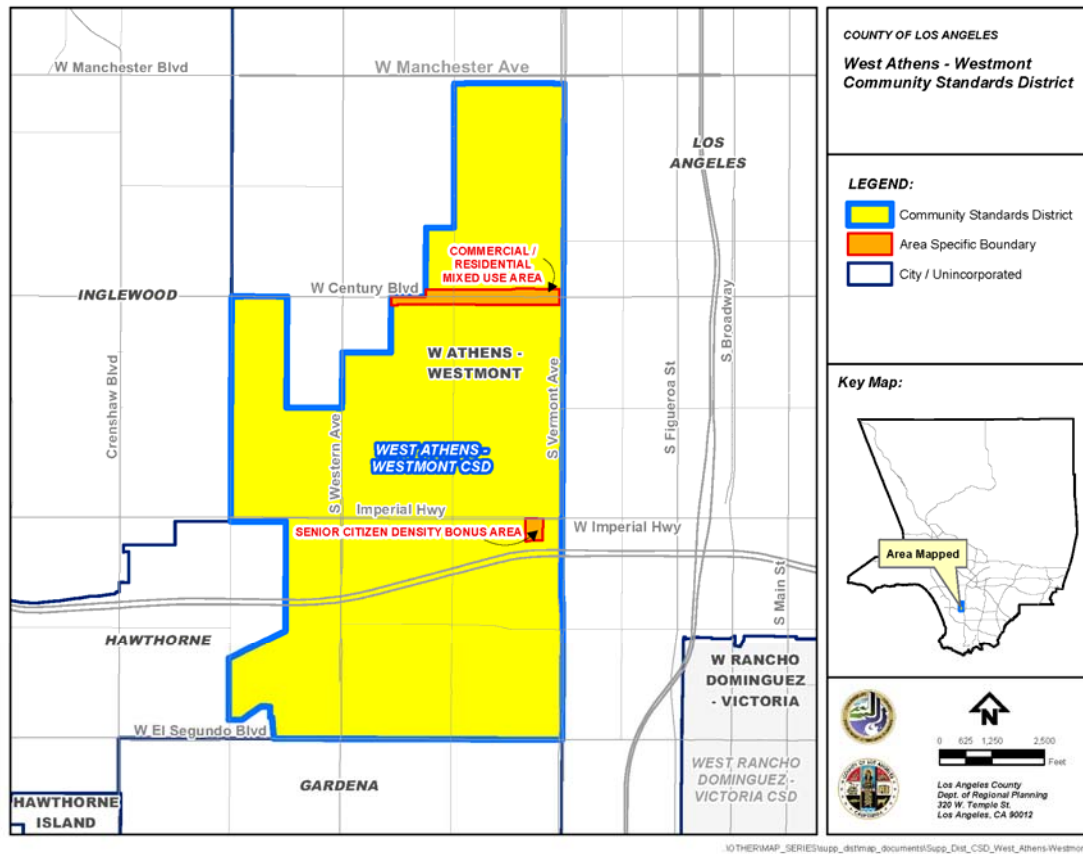 W Manchester Blvd
W Manchester Ave
LOS
ANGELES
COMMERCIAL /
RESIDENTIAL
MIXED USE AREA
W Century Blvd
INGLEWOOD
Crenshaw Blvd
W ATHENS -
WESTMONT
S Vermont Ave
S Figueroa St
S Broadway
S Western Ave
WEST ATHENS -
WESTMONT CSD
Imperial Hwy
W Imperial Hwy
SENIOR CITIZEN DENSITY BONUS AREA
S Main St
HAWTHORNE
W RANCHO
DOMINGUEZ
- VICTORIA
W El Segundo Blvd
GARDENA
WEST RANCHO
DOMINGUEZ -
VICTORIA CSD
HAWTHORNE
ISLAND
COUNTY OF LOS ANGELES
West Athens - Westmont
Community Standards District
LEGEND:
Community Standards District
Area Specific Boundary
City / Unincorporated
Key Map:
Area Mapped
N
0 625 1,250 2,500
Feet
Los Angeles County
Dept. of Regional Planning
320 W. Temple St.
Los Angeles, CA 90012